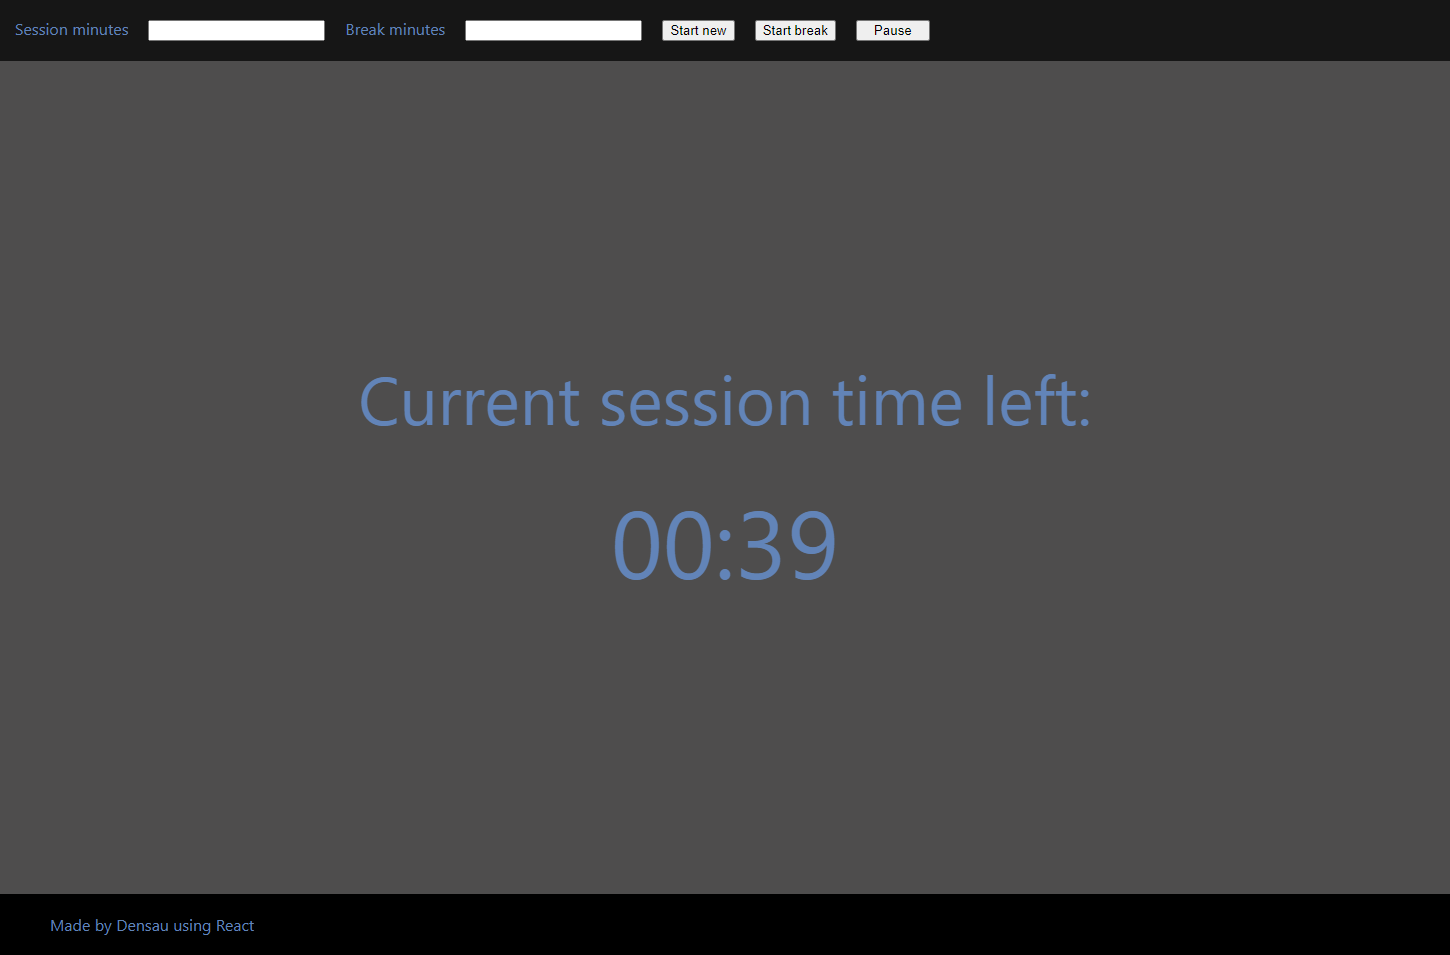 Session minutes Break minutes Start new Start break Pause
Current session time left:
00:39
Made by Densau using React